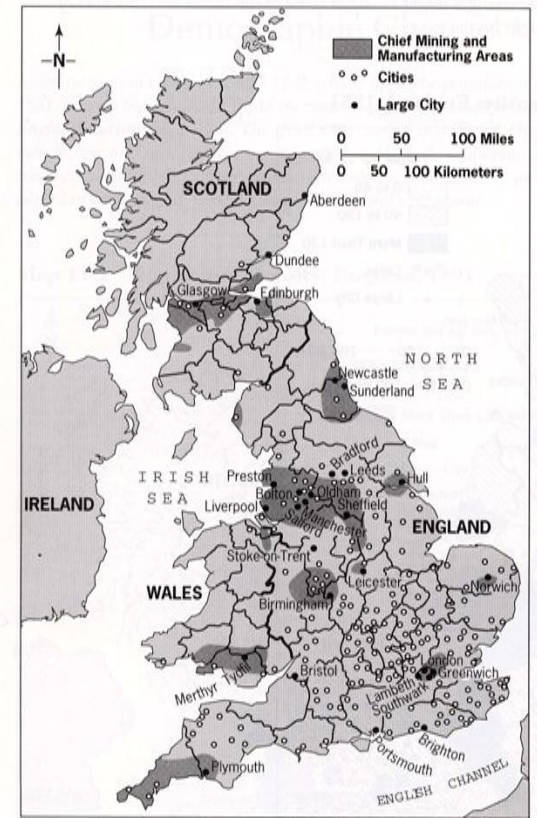 –N–
Chief Mining and
Manufacturing Areas
Cities
Large City
0 50 100 Miles
0 50 100 Kilometers
SCOTLAND
Aberdeen
Dundee
Glasgow
Edinburgh
NORTH
SEA
Newcastle
Sunderland
Bradford
Leeds
Preston
Hull
IRISH
SEA
Bolton
Oldham
Liverpool
Sheffield
Manchester
Salford
IRELAND
ENGLAND
Stoke-on-Trent
WALES
Leicester
Norwich
Birmingham
London
Greenwich
Lambeth
Southwark
Merthyr Tydfil
Bristol
Brighton
Portsmouth
Plymouth
ENGLISH CHANNEL